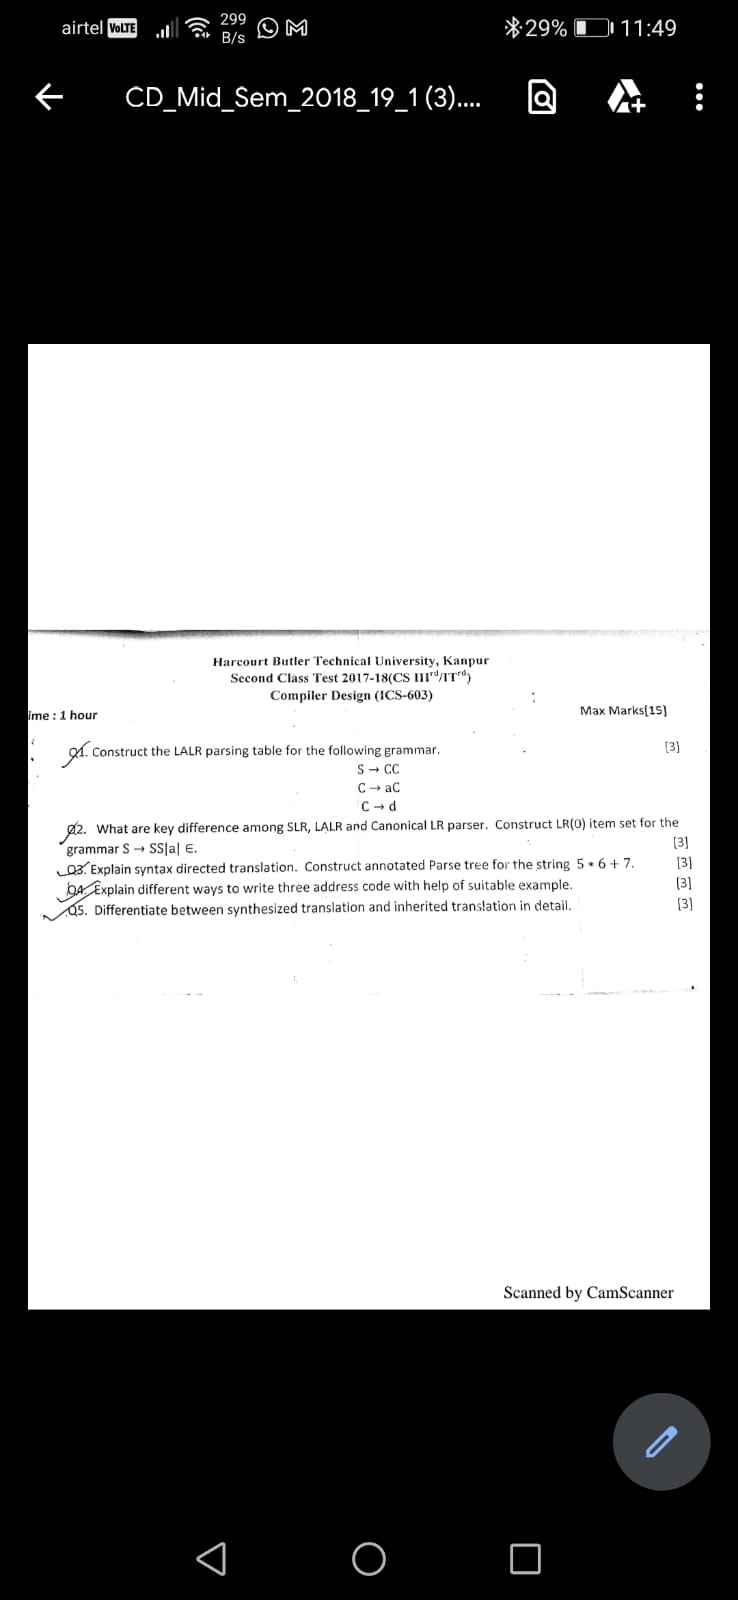 airtel VoLTE 299 B/s 29% 11:49
CD_Mid_Sem_2018_19_1 (3)....
Harcourt Butler Technical University, Kanpur
Second Class Test 2017-18(CS IIIrd/ITrd)
Compiler Design (ICS-603)
ime : 1 hour Max Marks[15]
Q1. Construct the LALR parsing table for the following grammar. [3]
S → CC
C → aC
C → d
Q2. What are key difference among SLR, LALR and Canonical LR parser. Construct LR(0) item set for the
grammar S → SS|a| ∈. [3]
Q3. Explain syntax directed translation. Construct annotated Parse tree for the string 5 * 6 + 7. [3]
Q4. Explain different ways to write three address code with help of suitable example. [3]
Q5. Differentiate between synthesized translation and inherited translation in detail. [3]
Scanned by CamScanner